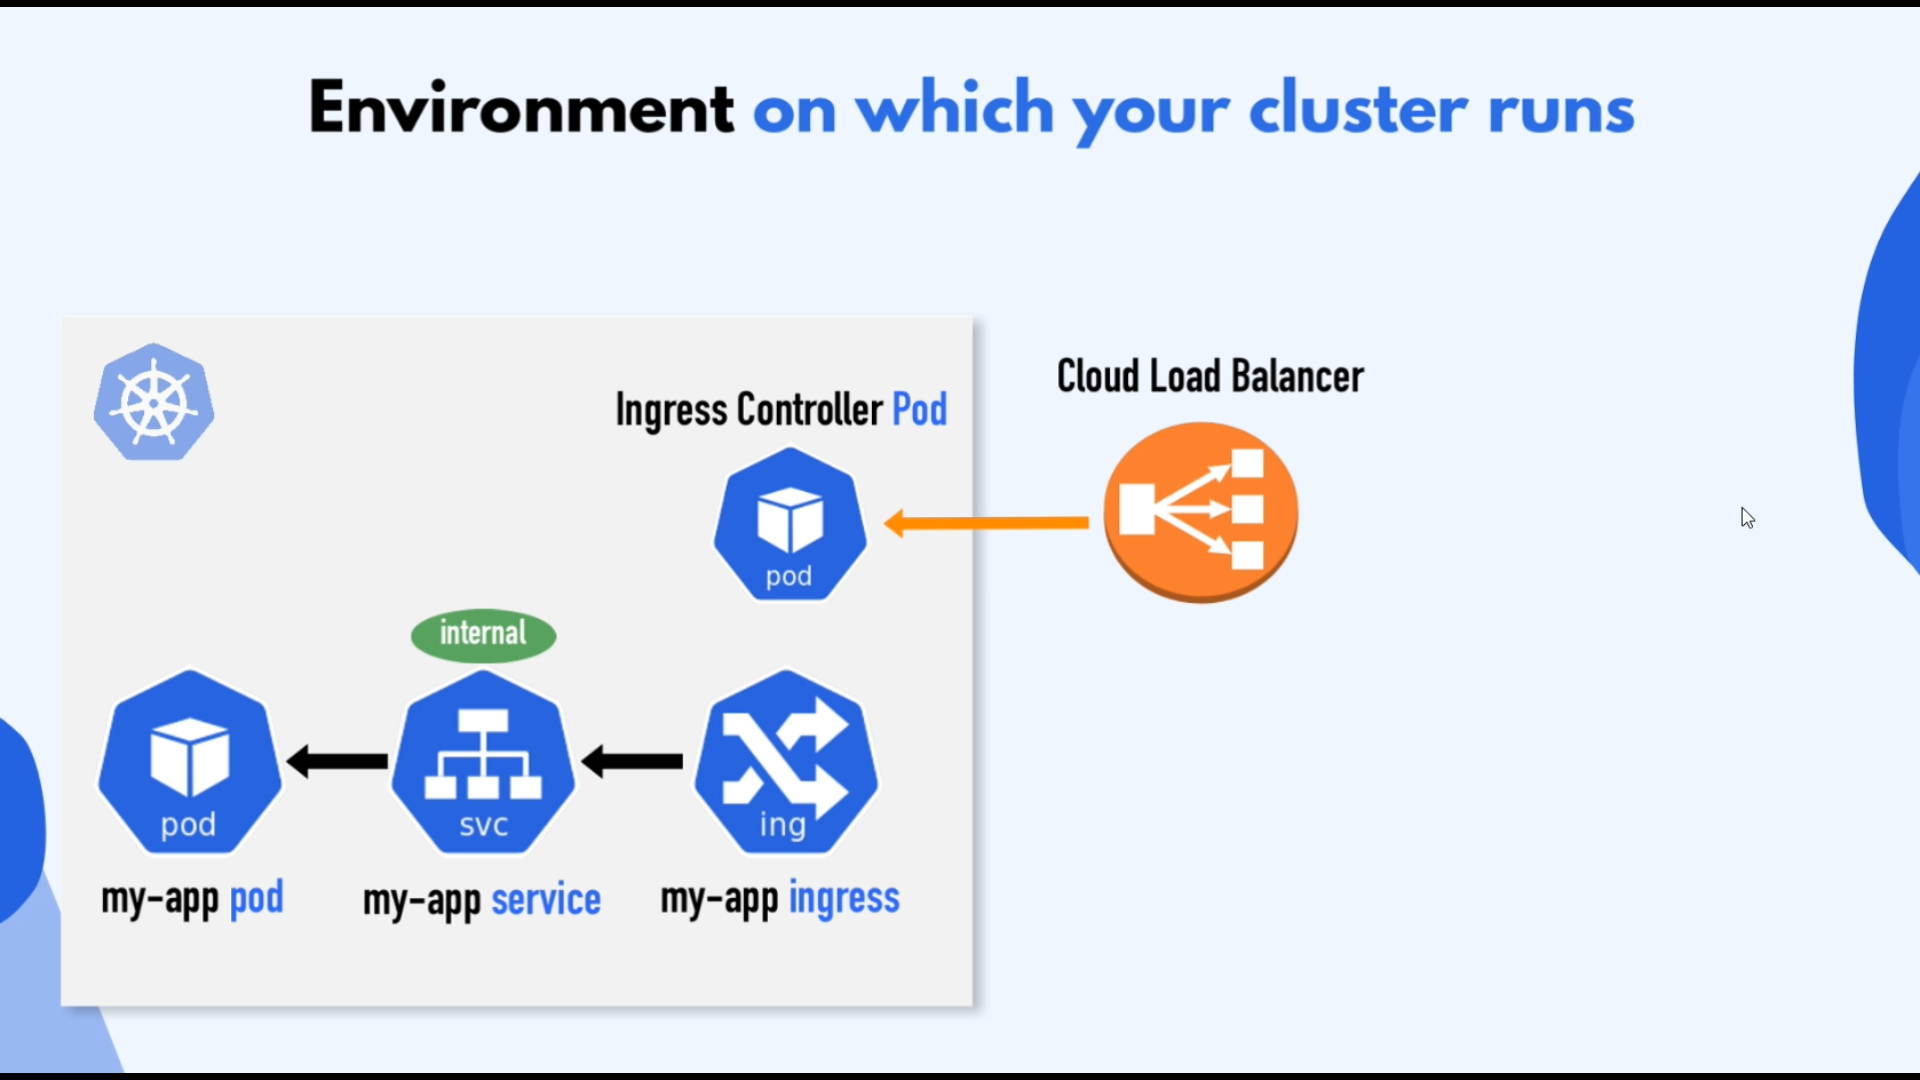 Environment on which your cluster runs
Cloud Load Balancer
Ingress Controller Pod
pod
internal
pod
svc
ing
my-app pod
my-app service
my-app ingress